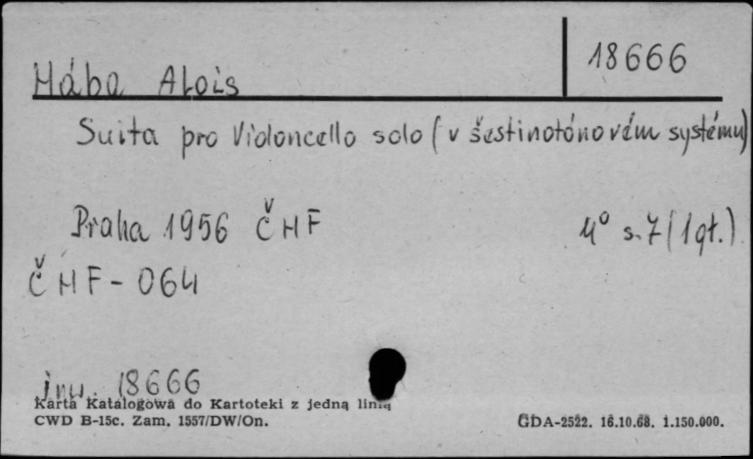 Hába Alois
18666
Suita pro Violoncello solo (v šestinotónovém systému)
Praha 1956 ČHF
4° s. 7 (1 gł.)
ČHF - 064
inw. 18666
Karta Katalogowa do Kartoteki z jedną linią
CWD B-15c. Zam. 1557/DW/On.
GDA-2522. 16.10.68. 1.150.000.